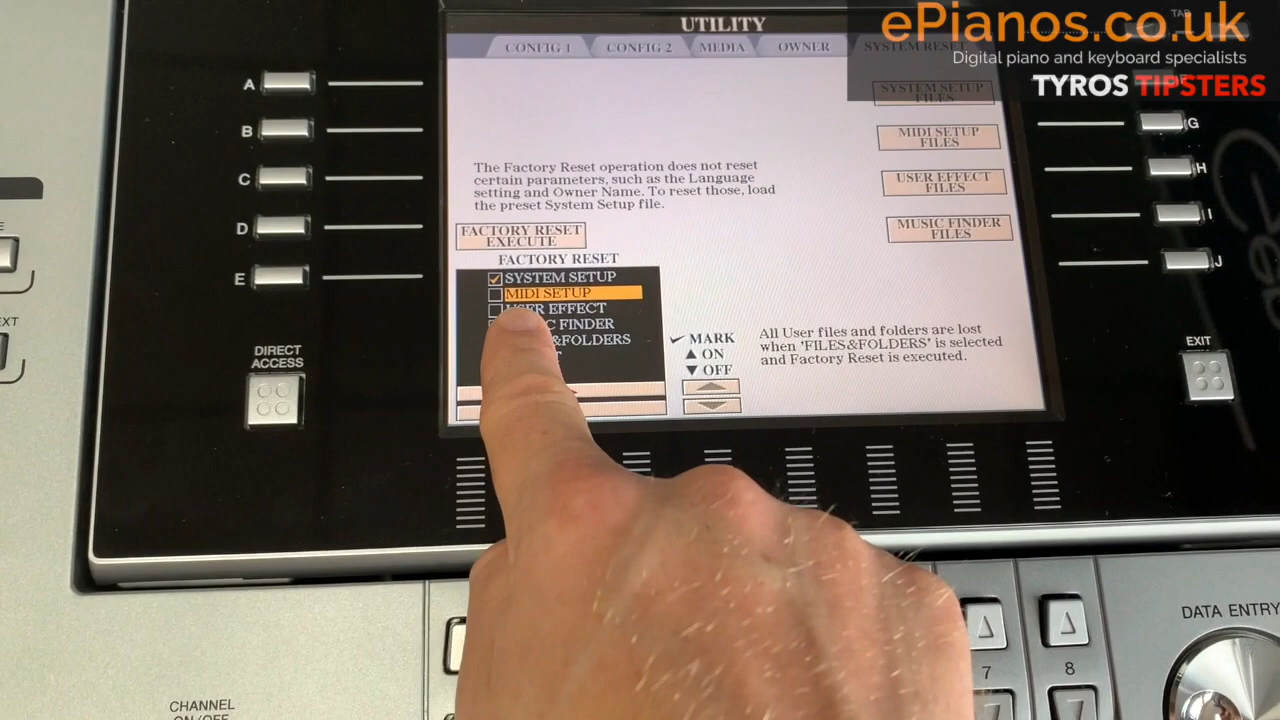 ePianos.co.uk
Digital piano and keyboard specialists
TYROS TIPSTERS
UTILITY
CONFIG 1
CONFIG 2
MEDIA
OWNER
SYSTEM RESET
TAB
SYSTEM SETUP
FILES
MIDI SETUP
FILES
USER EFFECT
FILES
MUSIC FINDER
FILES
The Factory Reset operation does not reset
certain parameters, such as the Language
setting and Owner Name. To reset those, load
the preset System Setup file.
FACTORY RESET
EXECUTE
FACTORY RESET
SYSTEM SETUP
MIDI SETUP
USER EFFECT
FINDER
&FOLDERS
✓ MARK
▲ ON
▼ OFF
All User files and folders are lost
when 'FILES&FOLDERS' is selected
and Factory Reset is executed.
A
B
C
D
E
G
H
I
J
DIRECT
ACCESS
EXIT
7
8
DATA ENTRY
CHANNEL
ON/OFF